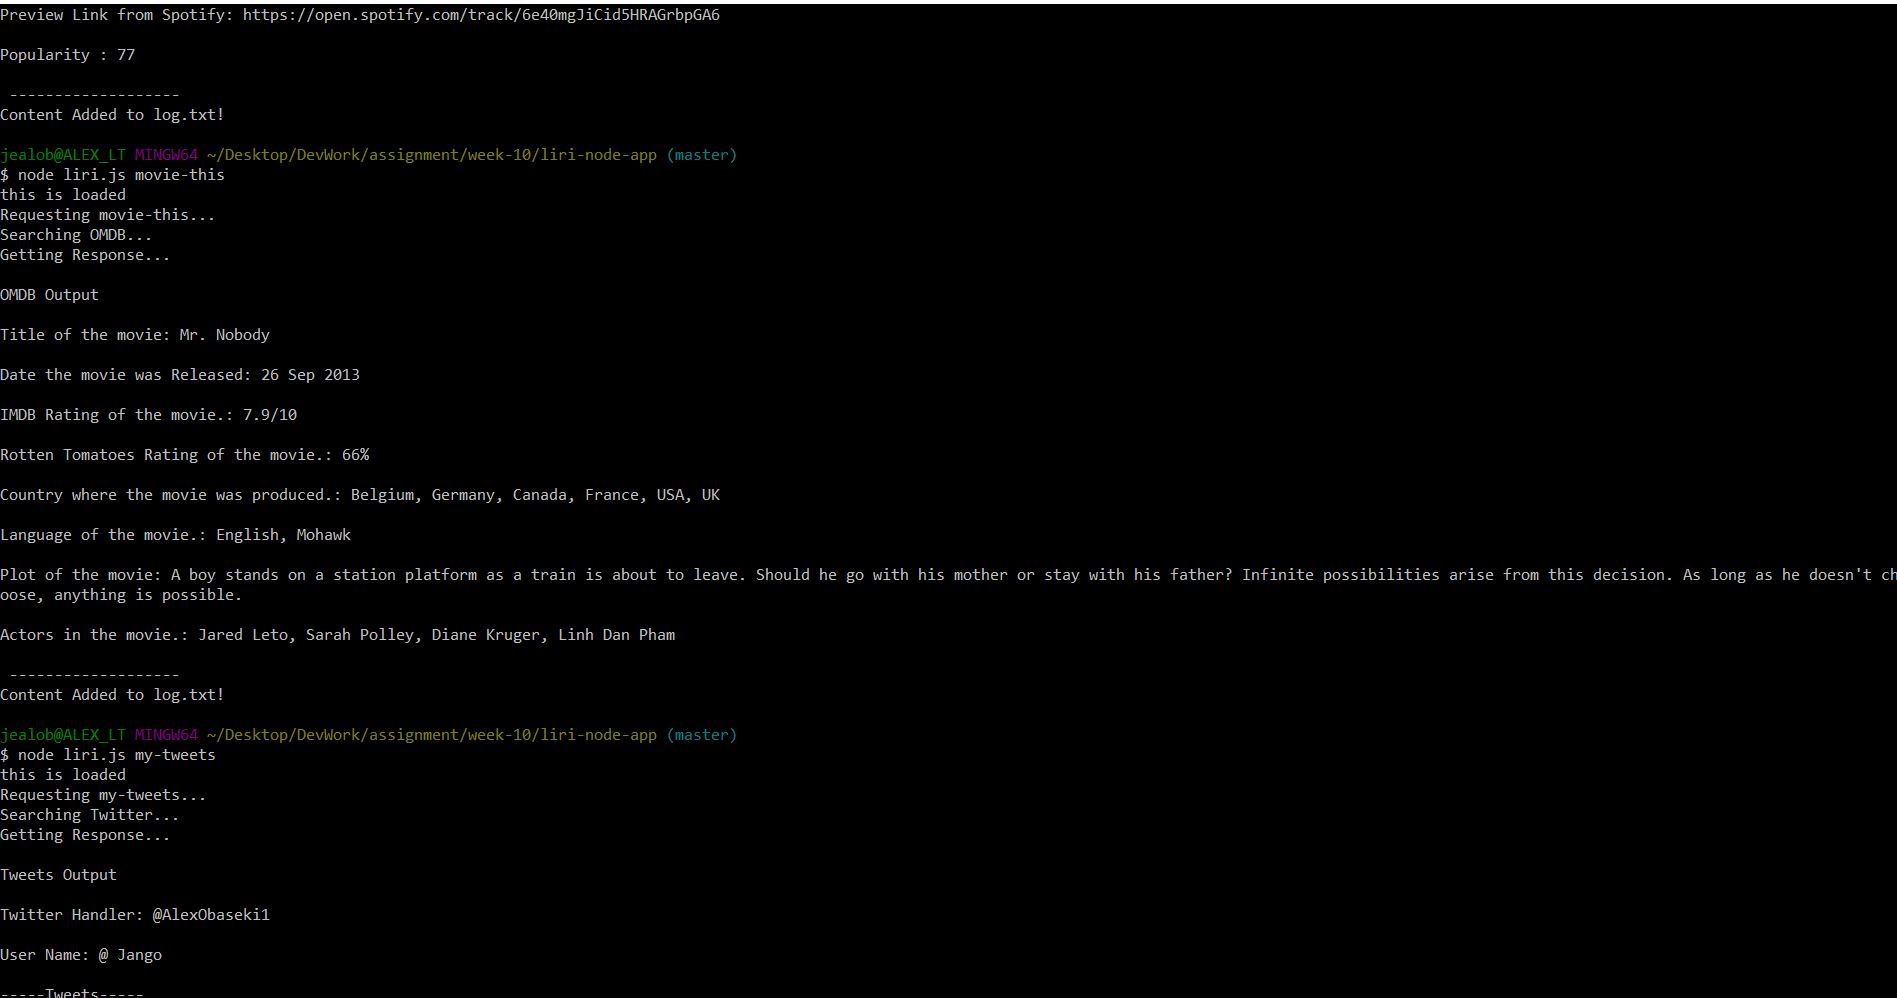 Preview Link from Spotify: https://open.spotify.com/track/6e40mgJiCid5HRAGrbpGA6
Popularity : 77
-------------------
Content Added to log.txt!
jealob@ALEX_LT MINGW64 ~/Desktop/DevWork/assignment/week-10/liri-node-app (master)
$ node liri.js movie-this
this is loaded
Requesting movie-this...
Searching OMDB...
Getting Response...
OMDB Output
Title of the movie: Mr. Nobody
Date the movie was Released: 26 Sep 2013
IMDB Rating of the movie.: 7.9/10
Rotten Tomatoes Rating of the movie.: 66%
Country where the movie was produced.: Belgium, Germany, Canada, France, USA, UK
Language of the movie.: English, Mohawk
Plot of the movie: A boy stands on a station platform as a train is about to leave. Should he go with his mother or stay with his father? Infinite possibilities arise from this decision. As long as he doesn't ch
oose, anything is possible.
Actors in the movie.: Jared Leto, Sarah Polley, Diane Kruger, Linh Dan Pham
-------------------
Content Added to log.txt!
jealob@ALEX_LT MINGW64 ~/Desktop/DevWork/assignment/week-10/liri-node-app (master)
$ node liri.js my-tweets
this is loaded
Requesting my-tweets...
Searching Twitter...
Getting Response...
Tweets Output
Twitter Handler: @AlexObaseki1
User Name: @ Jango
-----Tweets-----